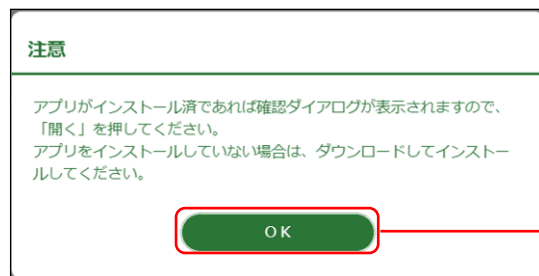 注意
アプリがインストール済であれば確認ダイアログが表示されますので、
「開く」を押してください。
アプリをインストールしていない場合は、ダウンロードしてインストー
ルしてください。
OK